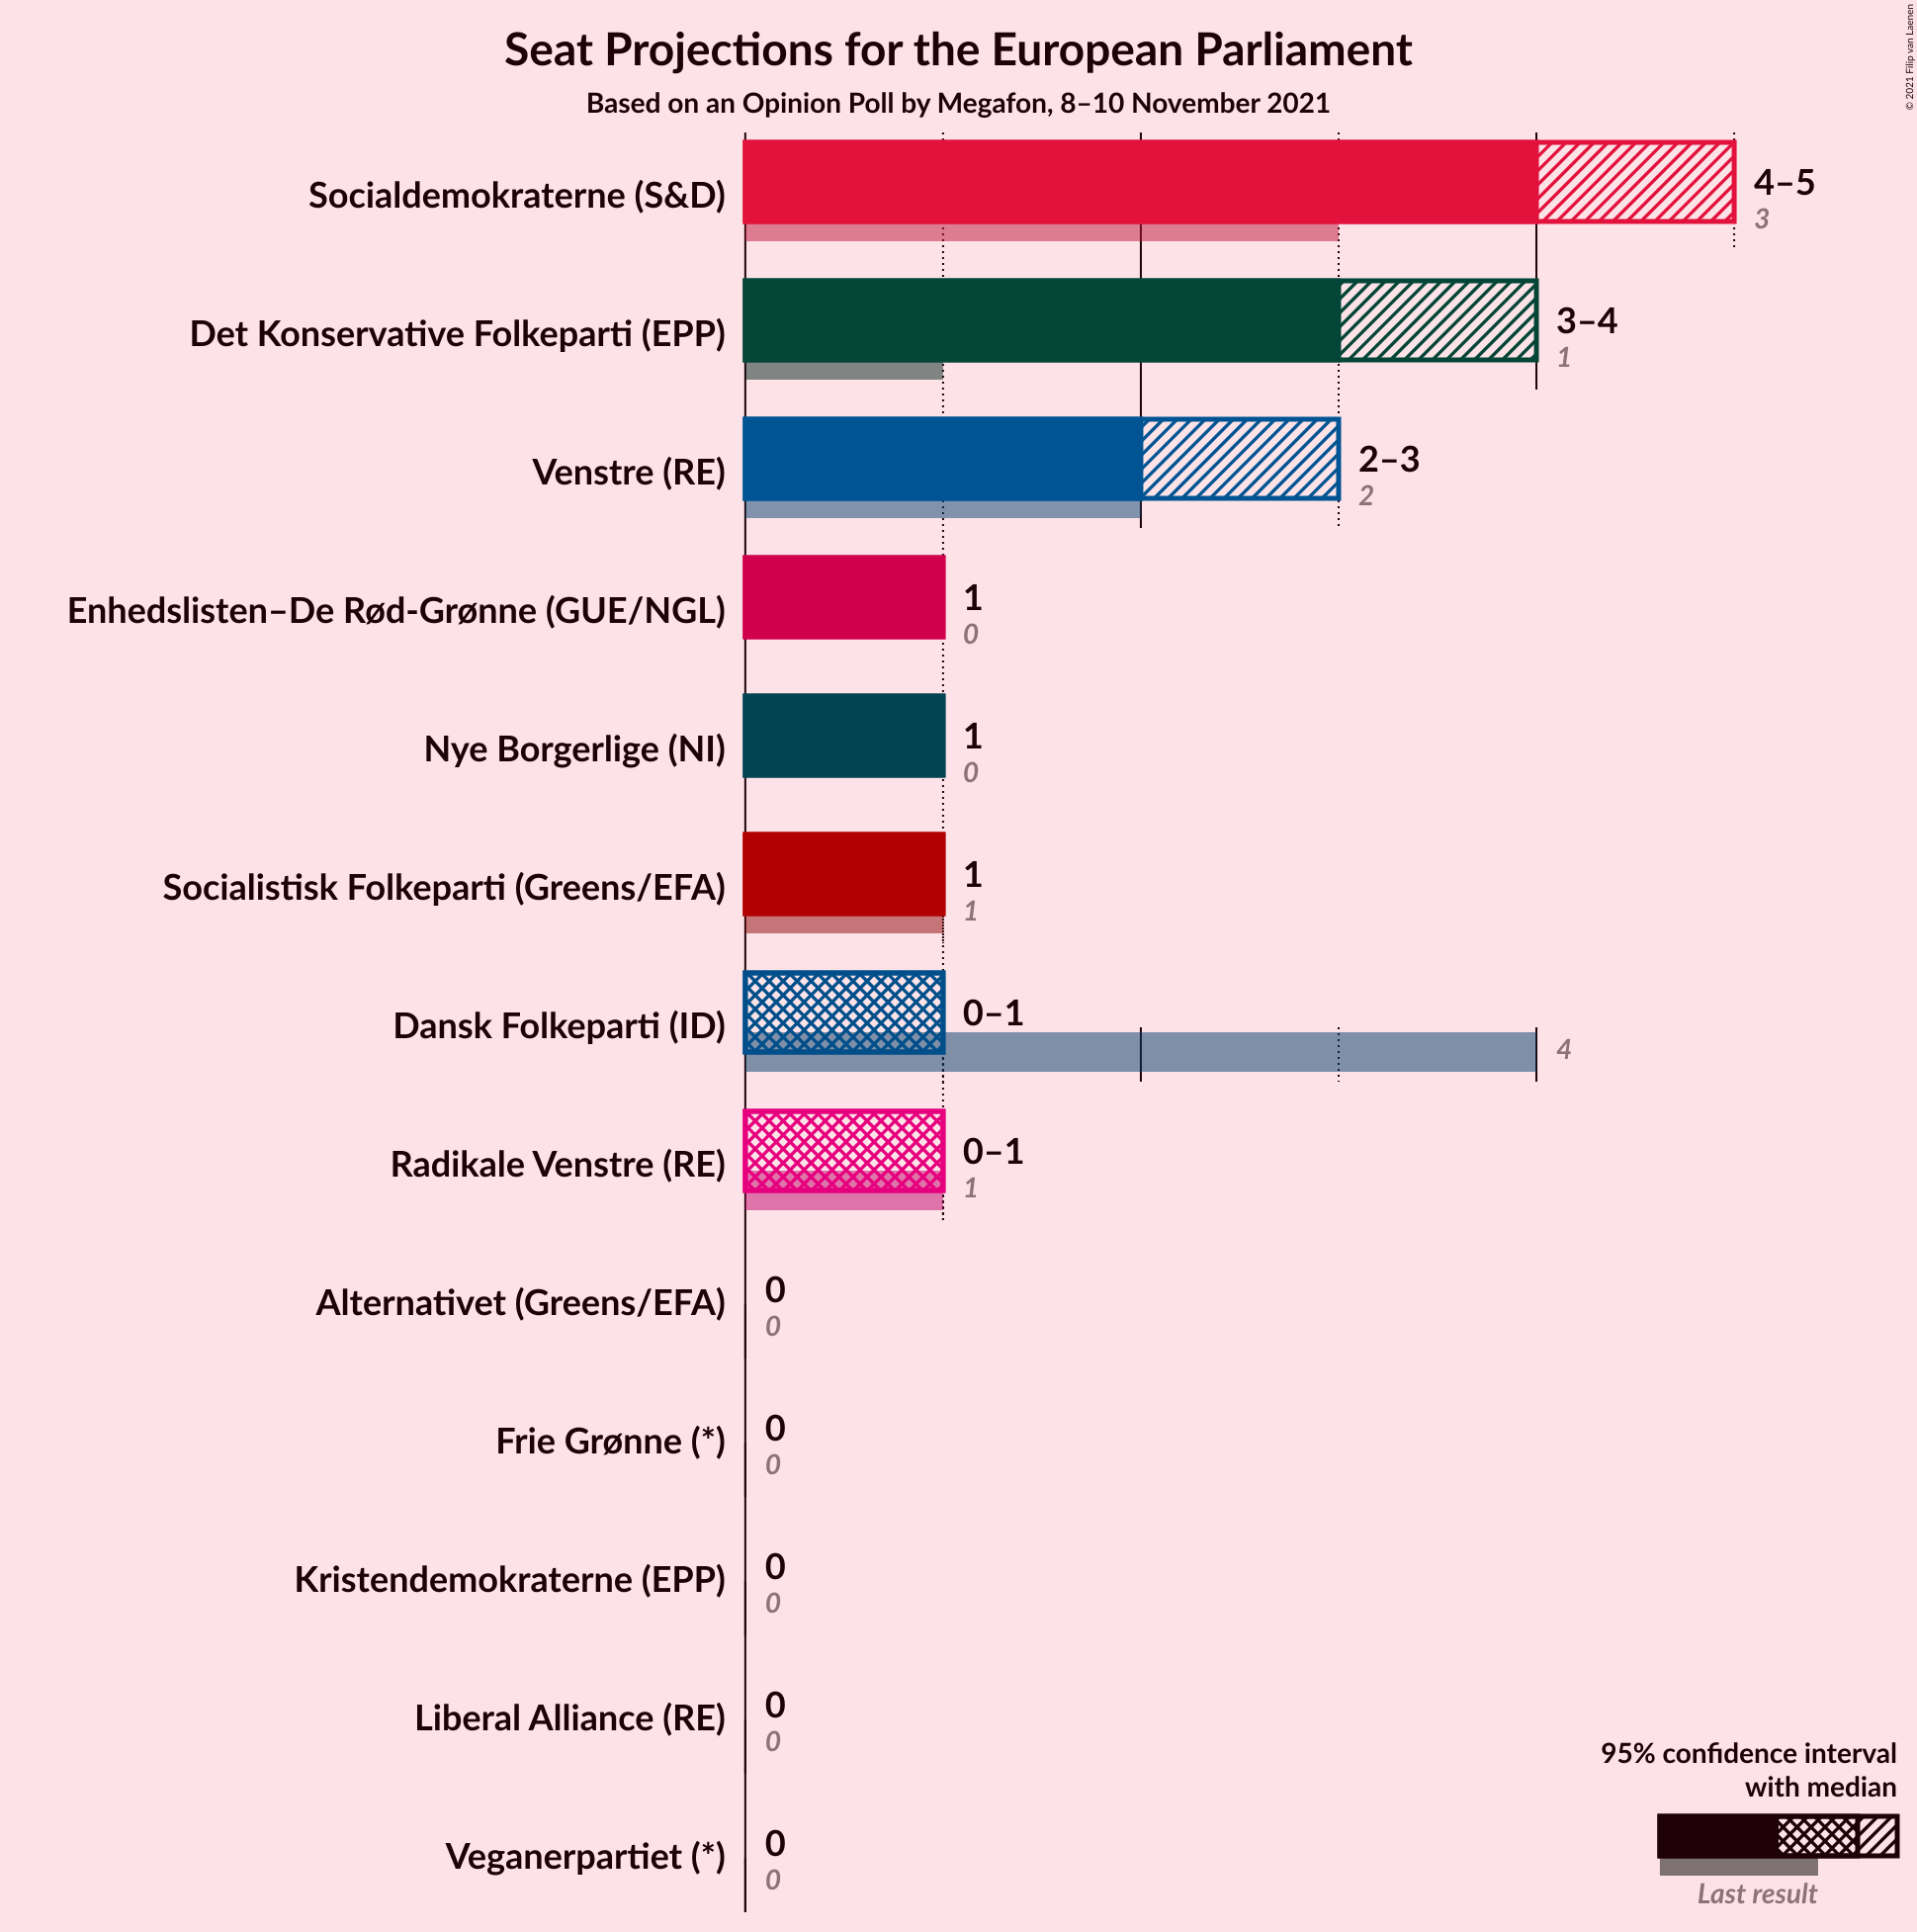 Seat Projections for the European Parliament
Based on an Opinion Poll by Megafon, 8–10 November 2021
© 2021 Filip van Laenen
Socialdemokraterne (S&D)
4–5
3
Det Konservative Folkeparti (EPP)
3–4
1
Venstre (RE)
2–3
2
Enhedslisten–De Rød-Grønne (GUE/NGL)
1
0
Nye Borgerlige (NI)
1
0
Socialistisk Folkeparti (Greens/EFA)
1
1
Dansk Folkeparti (ID)
0–1
4
Radikale Venstre (RE)
0–1
1
Alternativet (Greens/EFA)
0
0
Frie Grønne (*)
0
0
Kristendemokraterne (EPP)
0
0
Liberal Alliance (RE)
0
0
Veganerpartiet (*)
0
0
95% confidence interval
with median
Last result